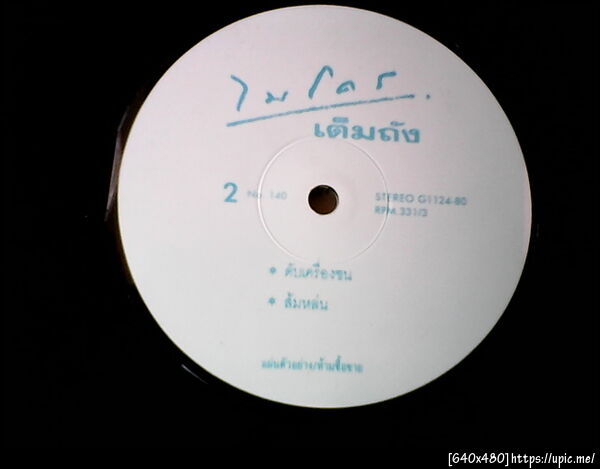 ไมโคร
เติมถัง
2 No. 140
STEREO G1124-80
RPM.331/3
* ดับเครื่องชน
* ส้มหล่น
แผ่นตัวอย่าง/ห้ามซื้อขาย
[640x480]https://upic.me/